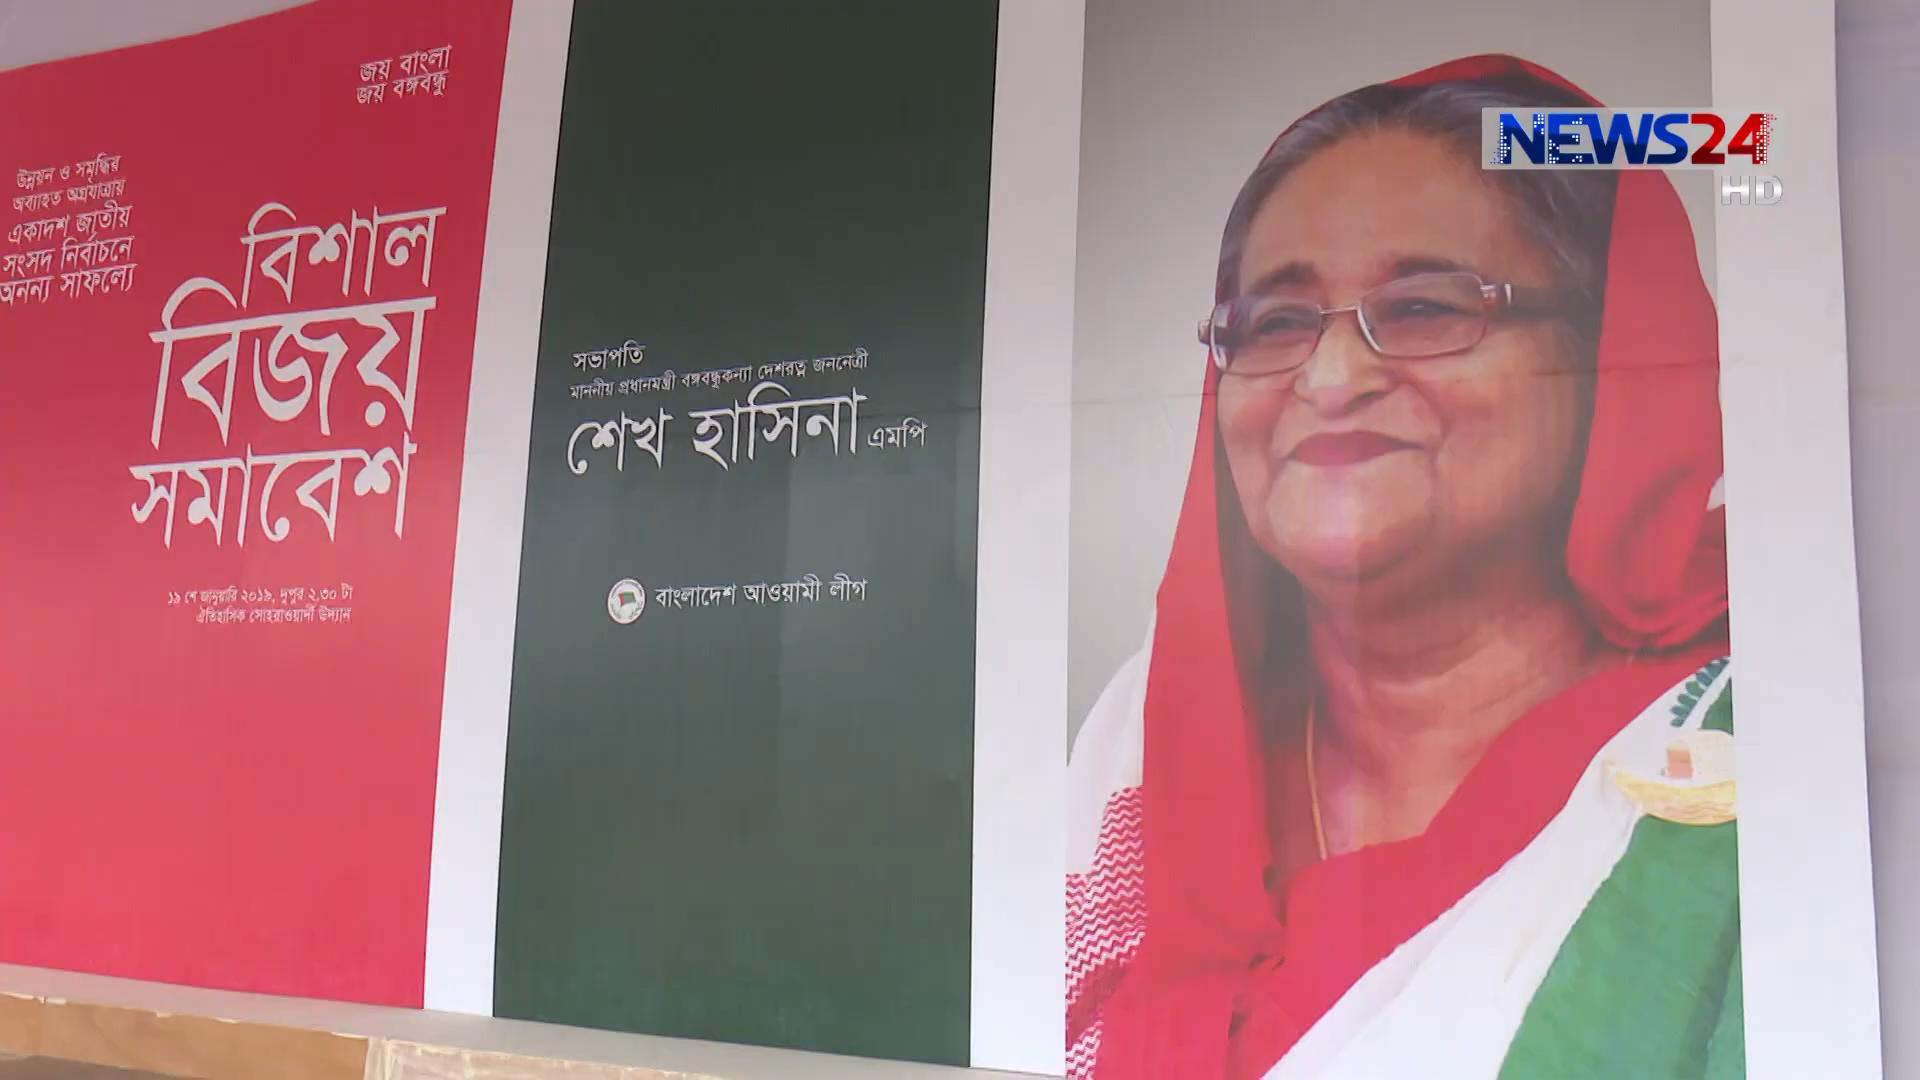 জয় বাংলা
জয় বঙ্গবন্ধু
উন্নয়ন ও সমৃদ্ধির
অব্যাহত অগ্রযাত্রায়
একাদশ জাতীয়
সংসদ নির্বাচনে
অনন্য সাফল্যে
বিশাল
বিজয়
সমাবেশ
১৯ শে জানুয়ারি ২০১৯, দুপুর ২.৩০ টা
ঐতিহাসিক সোহরাওয়ার্দী উদ্যান
সভাপতি
মাননীয় প্রধানমন্ত্রী বঙ্গবন্ধুকন্যা দেশরত্ন জননেত্রী
শেখ হাসিনা এমপি
বাংলাদেশ আওয়ামী লীগ
NEWS24
HD